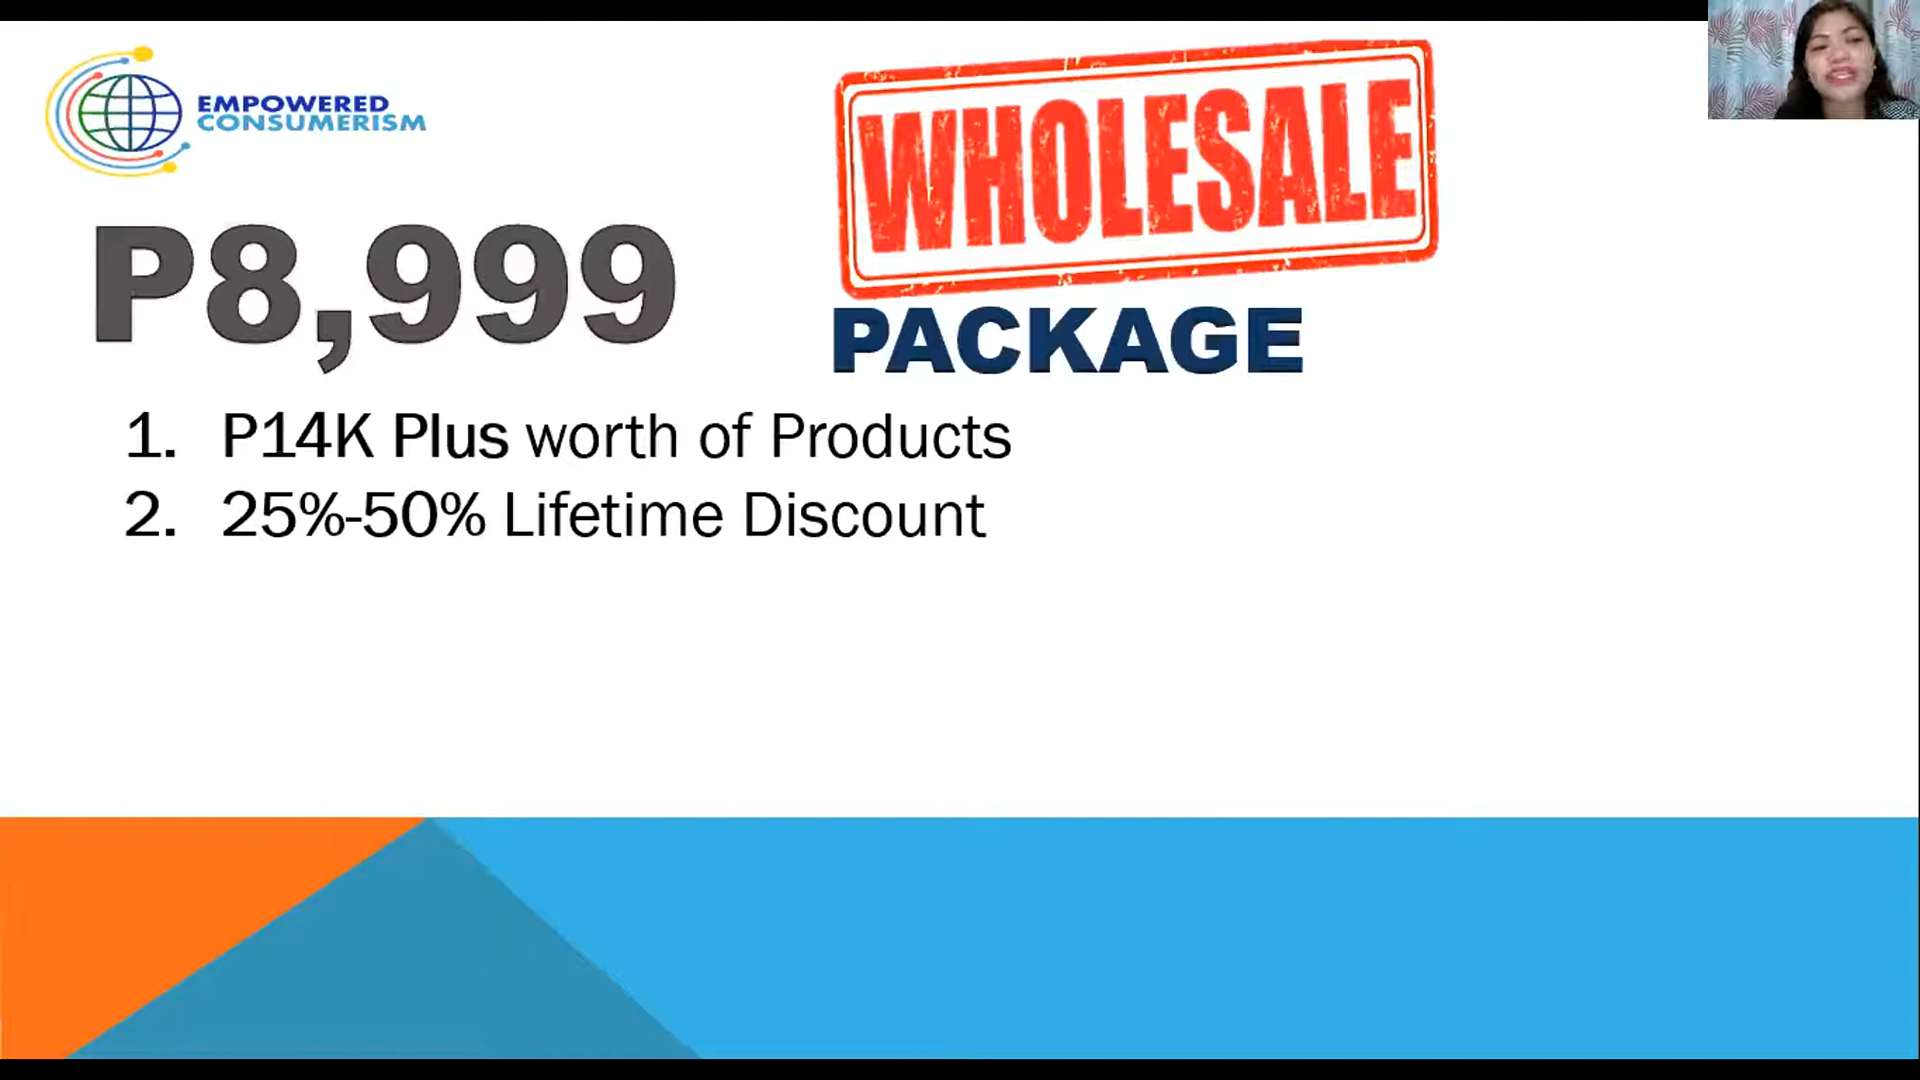 EMPOWERED
CONSUMERISM
WHOLESALE
P8,999
PACKAGE
1. P14K Plus worth of Products
2. 25%-50% Lifetime Discount